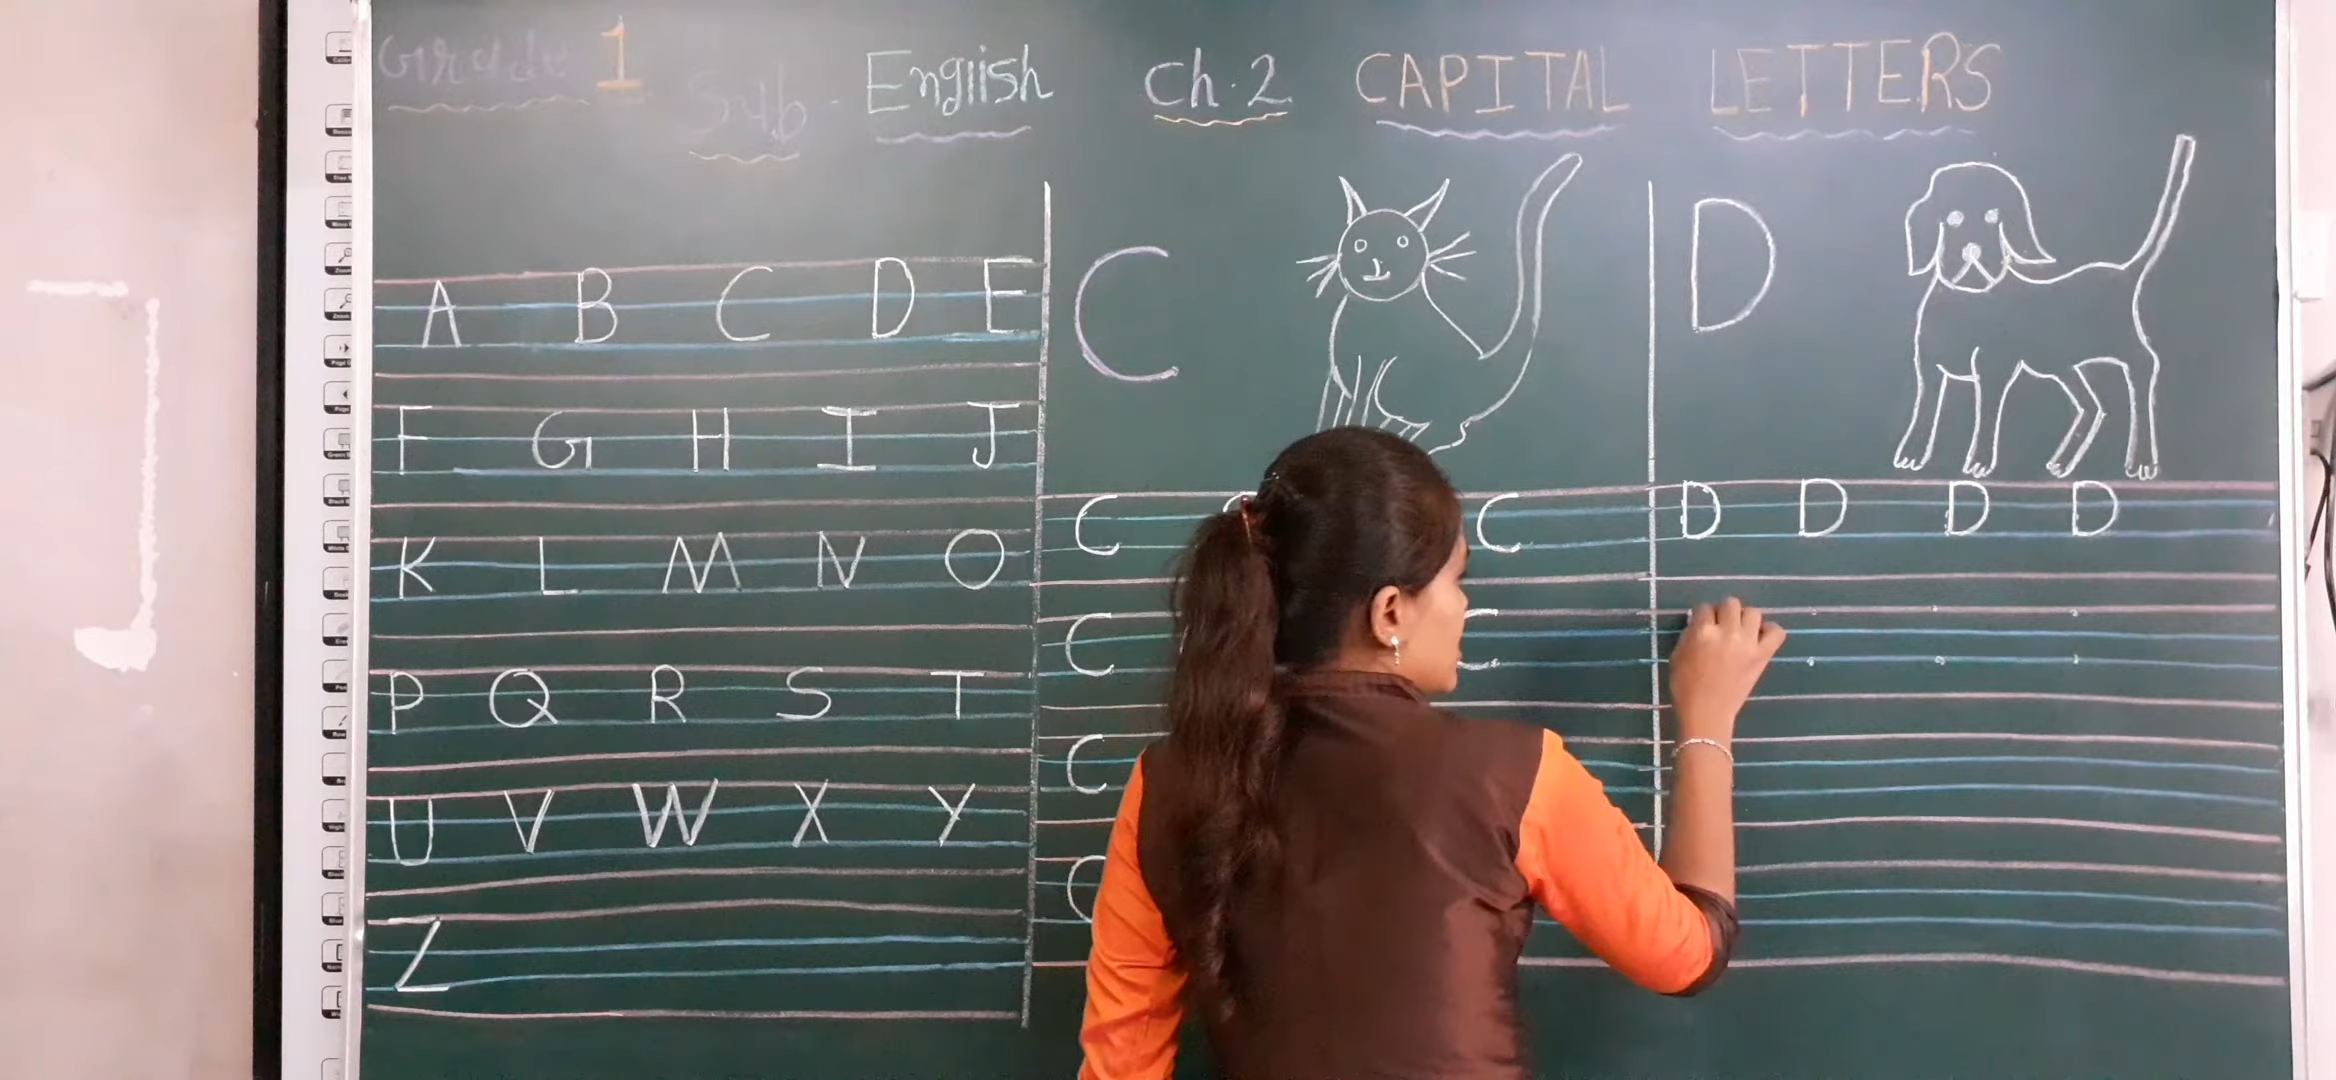 Grade 1 Sub - English Ch.2 CAPITAL LETTERS
A B C D E
F G H I J
K L M N O
P Q R S T
U V W X Y
Z
C
C C
C
C
C
D
D D D D